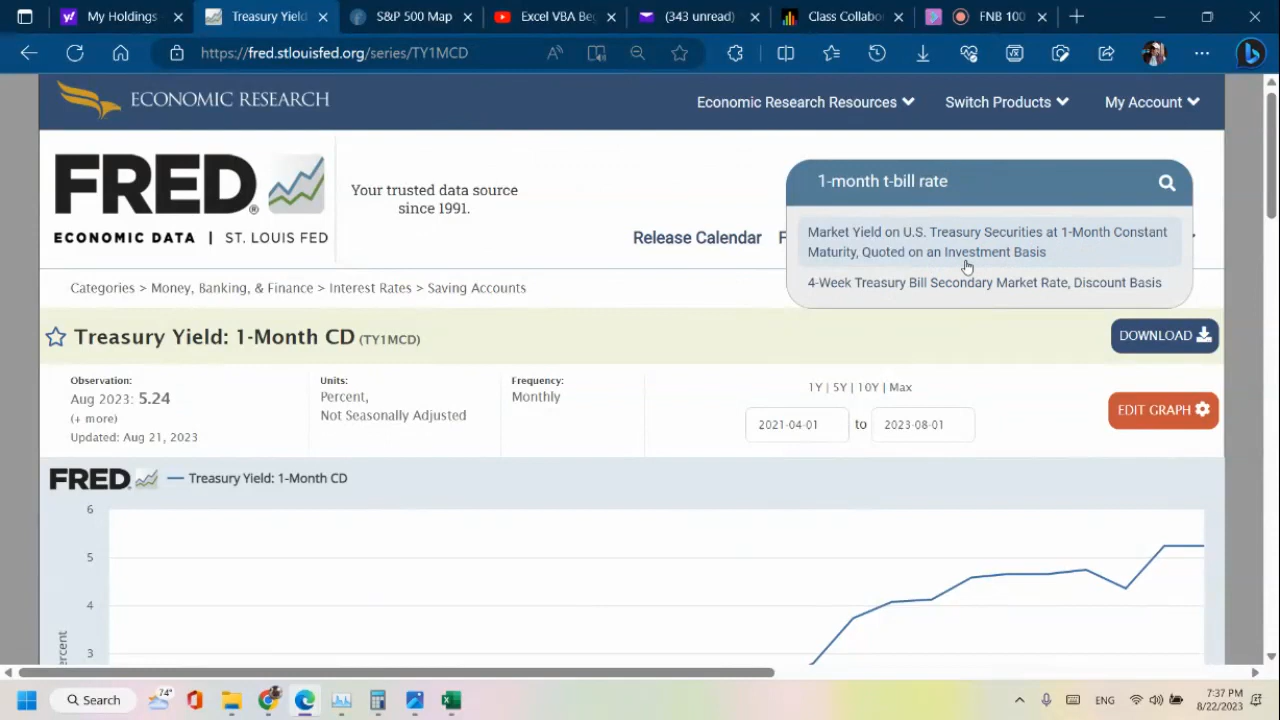 My Holdings
Treasury Yield
S&P 500 Map
Excel VBA Be
(343 unread)
Class Collabo
FNB 100
https://fred.stlouisfed.org/series/TY1MCD
ECONOMIC RESEARCH
Economic Research Resources
Switch Products
My Account
FRED®
ECONOMIC DATA | ST. LOUIS FED
Your trusted data source
since 1991.
1-month t-bill rate
Release Calendar
F
Market Yield on U.S. Treasury Securities at 1-Month Constant
Maturity, Quoted on an Investment Basis
4-Week Treasury Bill Secondary Market Rate, Discount Basis
Categories > Money, Banking, & Finance > Interest Rates > Saving Accounts
Treasury Yield: 1-Month CD (TY1MCD)
DOWNLOAD
Observation:
Aug 2023: 5.24
(+ more)
Updated: Aug 21, 2023
Units:
Percent,
Not Seasonally Adjusted
Frequency:
Monthly
1Y | 5Y | 10Y | Max
2021-04-01 to 2023-08-01
EDIT GRAPH
FRED
Treasury Yield: 1-Month CD
6
5
4
3
ercent
Search
74°
ENG
7:37 PM
8/22/2023